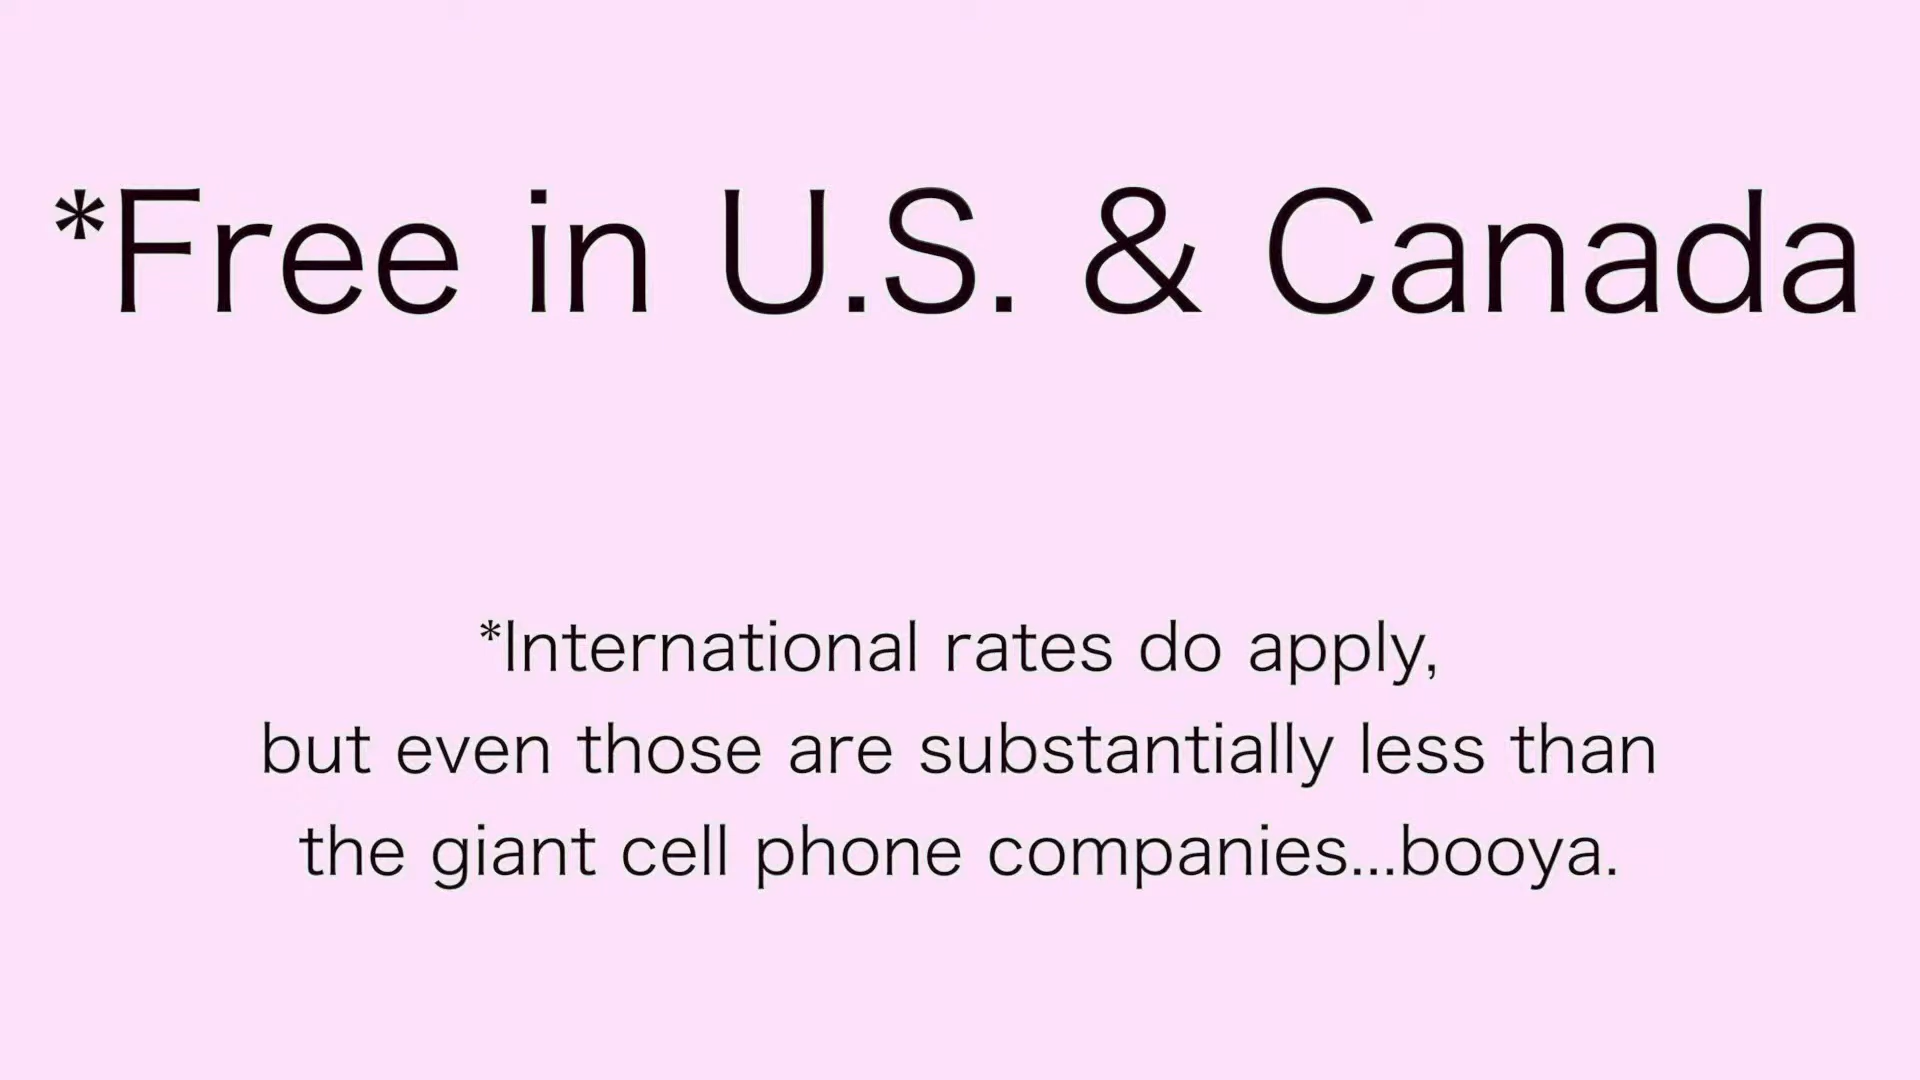 *Free in U.S. & Canada
*International rates do apply,
but even those are substantially less than
the giant cell phone companies...booya.